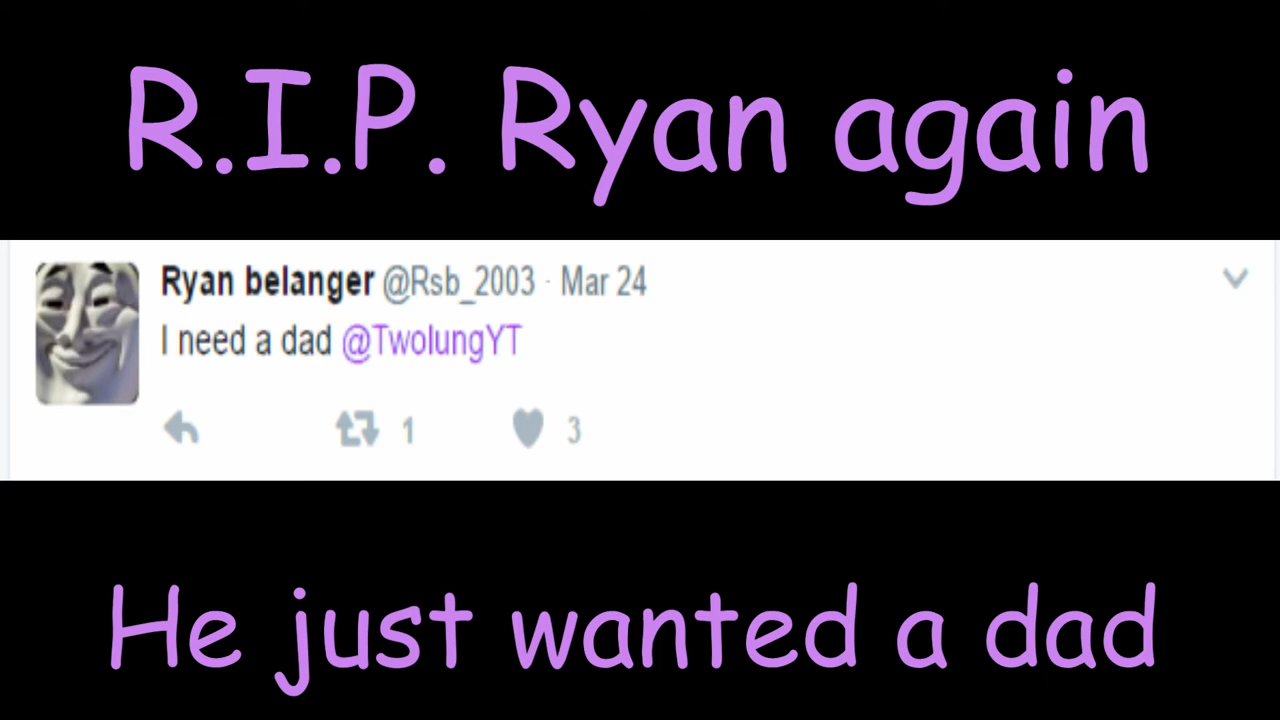 R.I.P. Ryan again
Ryan belanger @Rsb_2003 · Mar 24
I need a dad @TwolungYT
1 3
He just wanted a dad